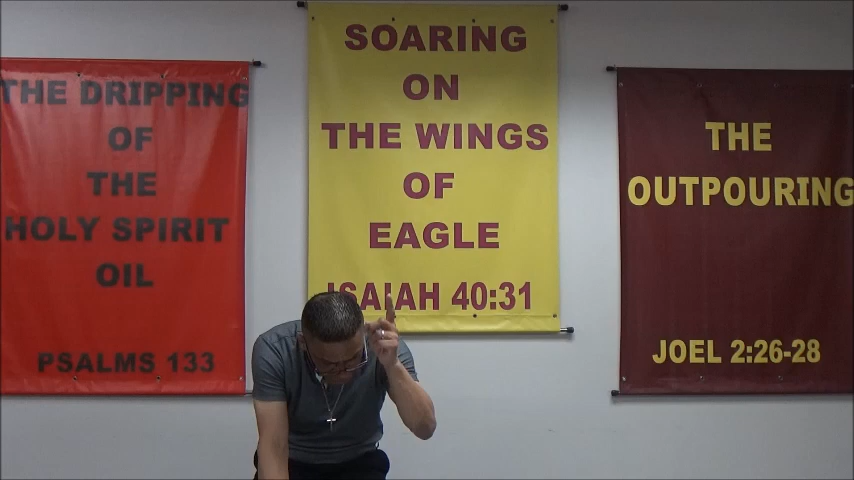 THE DRIPPING
OF
THE
HOLY SPIRIT
OIL
PSALMS 133
SOARING
ON
THE WINGS
OF
EAGLE
ISAIAH 40:31
THE
OUTPOURING
JOEL 2:26-28